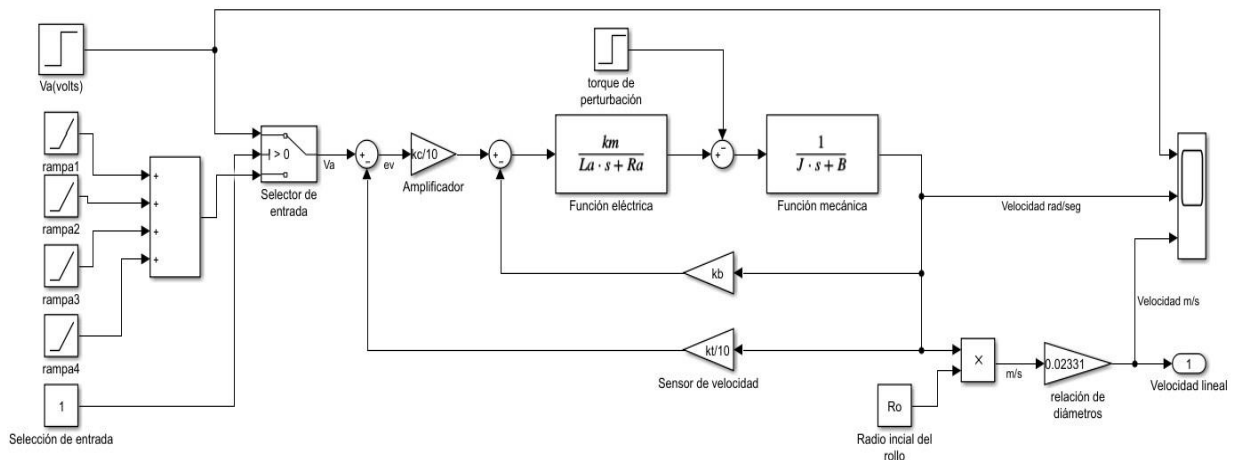 Va(volts)
rampa1
rampa2
rampa3
rampa4
+
+
+
+
1
Selección de entrada
> 0
Selector de
entrada
Va
+
−
ev
kc/10
Amplificador
+
−
torque de
perturbación
km
La · s + Ra
Función eléctrica
−
+
1
J · s + B
Función mecánica
Velocidad rad/seg
kb
kt/10
Sensor de velocidad
Ro
Radio incial del
rollo
×
m/s
0.02331
relación de
diámetros
Velocidad m/s
1
Velocidad lineal